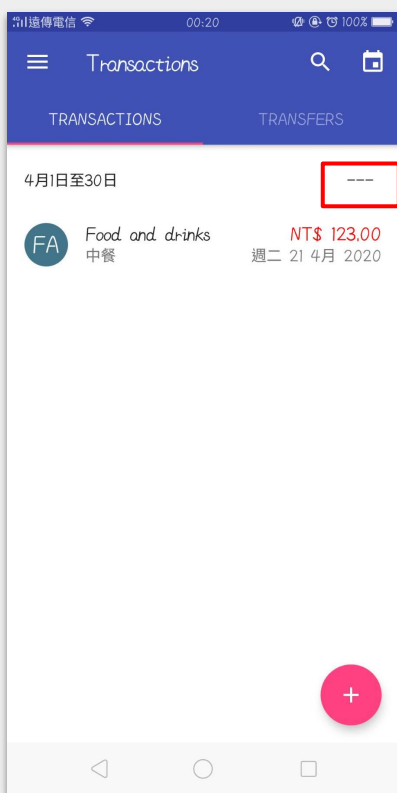 4G 遠傳電信 00:20 100%
Transactions
TRANSACTIONS TRANSFERS
4月1日至30日 ---
FA Food and drinks NT$ 123.00
中餐 週二 21 4月 2020
+